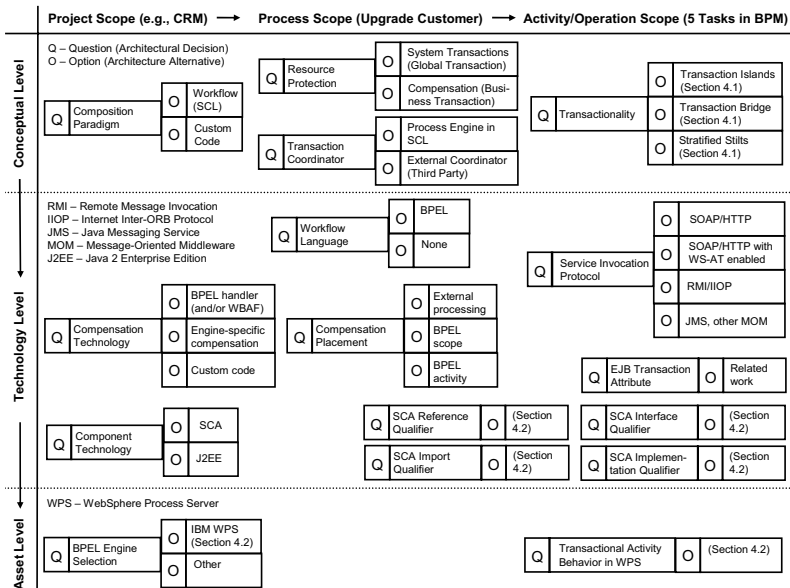 Project Scope (e.g., CRM)
Process Scope (Upgrade Customer)
Activity/Operation Scope (5 Tasks in BPM)
Conceptual Level
Q – Question (Architectural Decision)
O – Option (Architecture Alternative)
Q
Composition
Paradigm
O
Workflow
(SCL)
O
Custom
Code
Q
Resource
Protection
O
System Transactions
(Global Transaction)
O
Compensation (Busi-
ness Transaction)
Q
Transaction
Coordinator
O
Process Engine in
SCL
O
External Coordinator
(Third Party)
Q
Transactionality
O
Transaction Islands
(Section 4.1)
O
Transaction Bridge
(Section 4.1)
O
Stratified Stilts
(Section 4.1)
Technology Level
RMI – Remote Message Invocation
IIOP – Internet Inter-ORB Protocol
JMS – Java Messaging Service
MOM – Message-Oriented Middleware
J2EE – Java 2 Enterprise Edition
Q
Workflow
Language
O
BPEL
O
None
Q
Service Invocation
Protocol
O
SOAP/HTTP
O
SOAP/HTTP with
WS-AT enabled
O
RMI/IIOP
O
JMS, other MOM
Q
Compensation
Technology
O
BPEL handler
(and/or WBAF)
O
Engine-specific
compensation
O
Custom code
Q
Compensation
Placement
O
External
processing
O
BPEL
scope
O
BPEL
activity
Q
EJB Transaction
Attribute
O
Related
work
Q
Component
Technology
O
SCA
O
J2EE
Q
SCA Reference
Qualifier
O
(Section
4.2)
Q
SCA Interface
Qualifier
O
(Section
4.2)
Q
SCA Import
Qualifier
O
(Section
4.2)
Q
SCA Implemen-
tation Qualifier
O
(Section
4.2)
Asset Level
WPS – WebSphere Process Server
Q
BPEL Engine
Selection
O
IBM WPS
(Section 4.2)
O
Other
Q
Transactional Activity
Behavior in WPS
O
(Section 4.2)